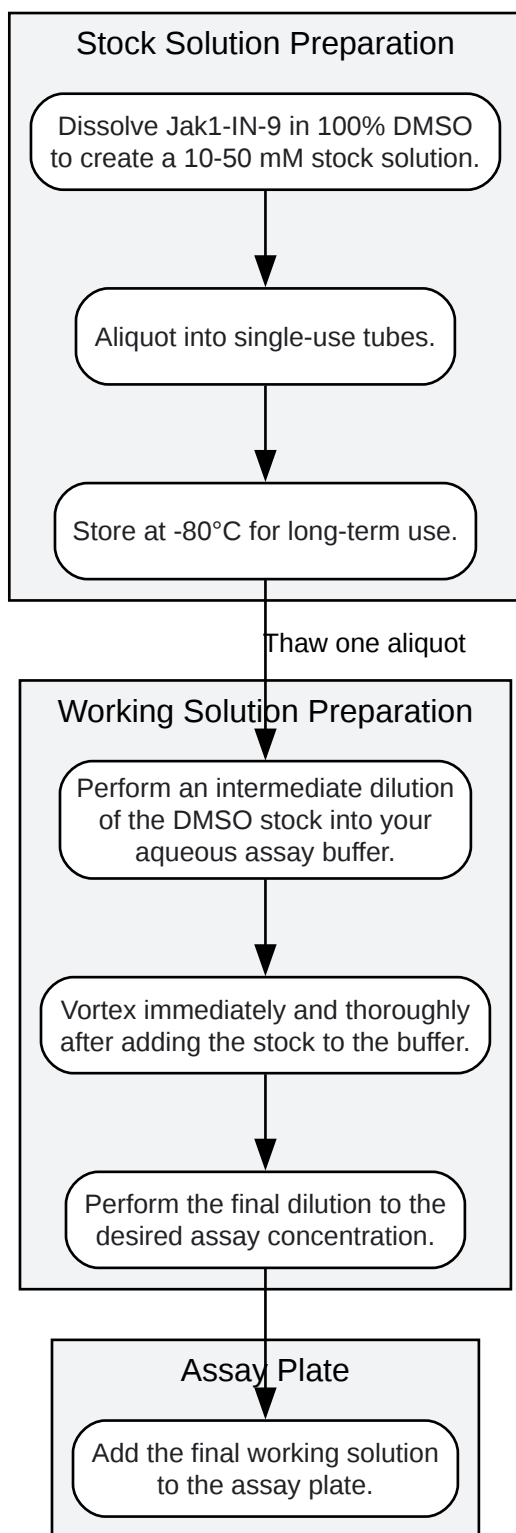 Stock Solution Preparation
Dissolve Jak1-IN-9 in 100% DMSO
to create a 10-50 mM stock solution.
Aliquot into single-use tubes.
Store at -80°C for long-term use.
Thaw one aliquot
Working Solution Preparation
Perform an intermediate dilution
of the DMSO stock into your
aqueous assay buffer.
Vortex immediately and thoroughly
after adding the stock to the buffer.
Perform the final dilution to the
desired assay concentration.
Assay Plate
Add the final working solution
to the assay plate.